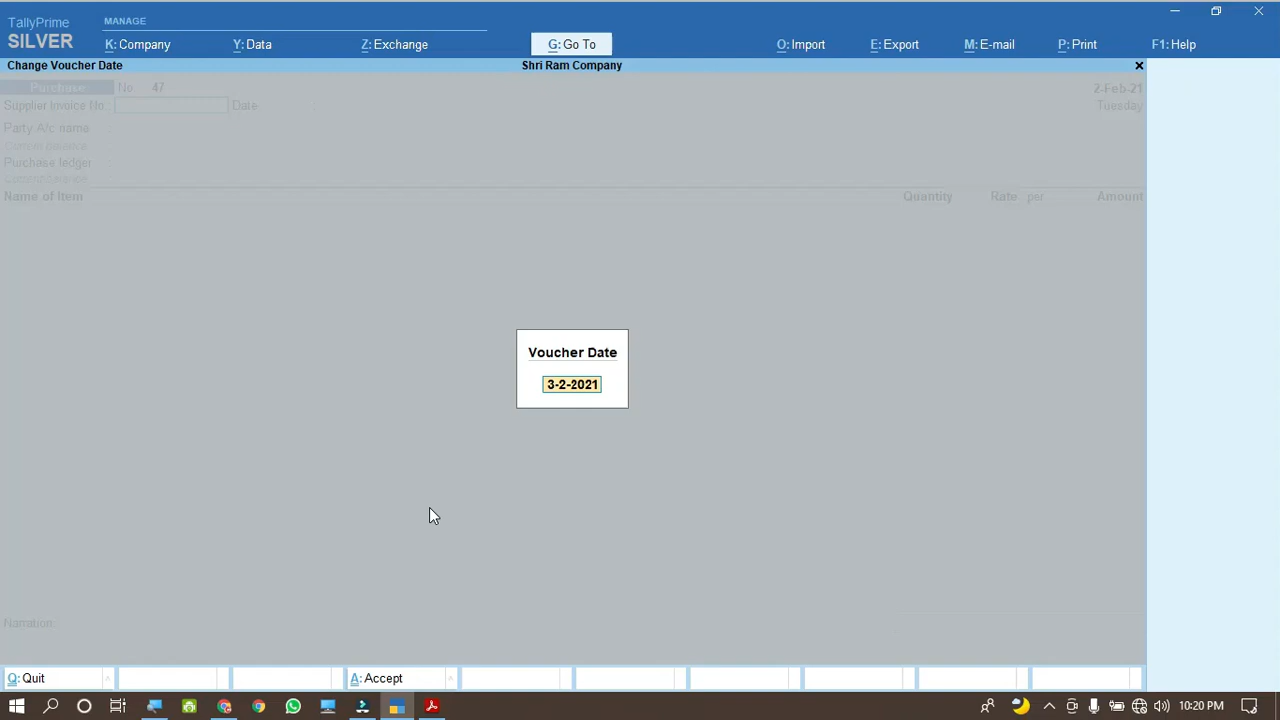 TallyPrime
MANAGE
SILVER
K: Company
Y: Data
Z: Exchange
G: Go To
O: Import
E: Export
M: E-mail
P: Print
F1: Help
Change Voucher Date
Shri Ram Company
Purchase
No. 47
2-Feb-21
Supplier Invoice No.:
Date
Tuesday
Party A/c name :
Current balance :
Purchase ledger :
Current balance :
Name of Item
Quantity
Rate per
Amount
Voucher Date
3-2-2021
Narration:
Q: Quit
A: Accept
10:20 PM